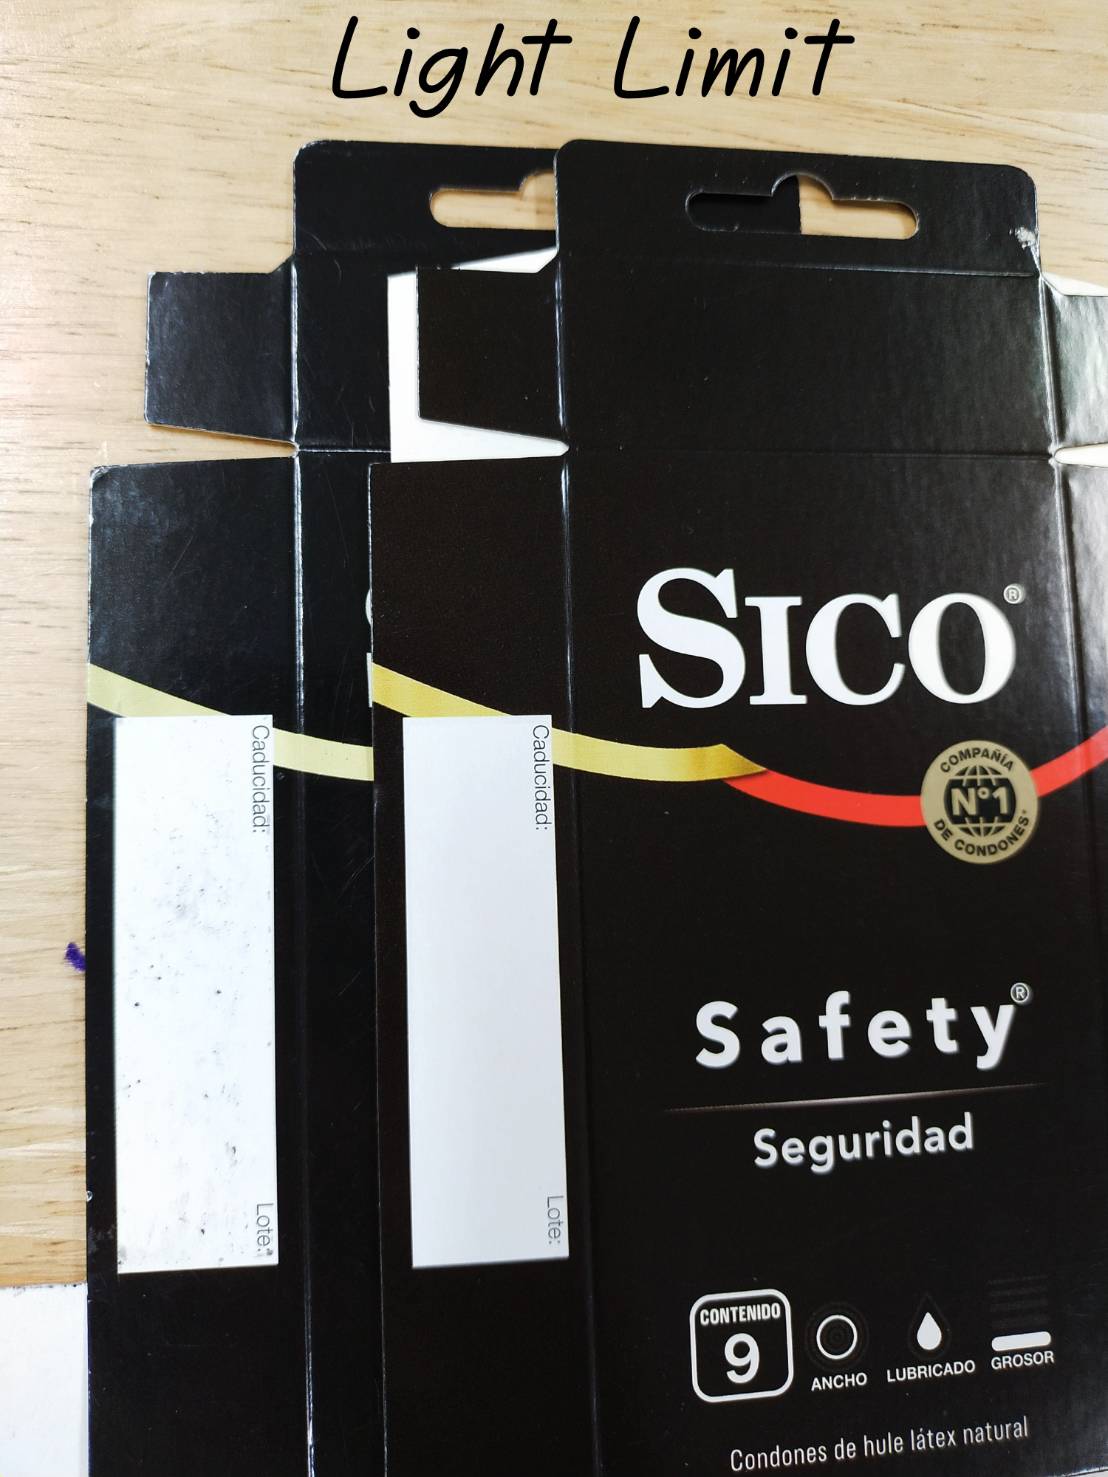 Light Limit
SICO®
COMPAÑÍA
Nº1
DE CONDONES
Caducidad:
Caducidad:
Safety®
Seguridad
Lote:
Lote:
CONTENIDO
9
ANCHO
LUBRICADO
GROSOR
Condones de hule látex natural